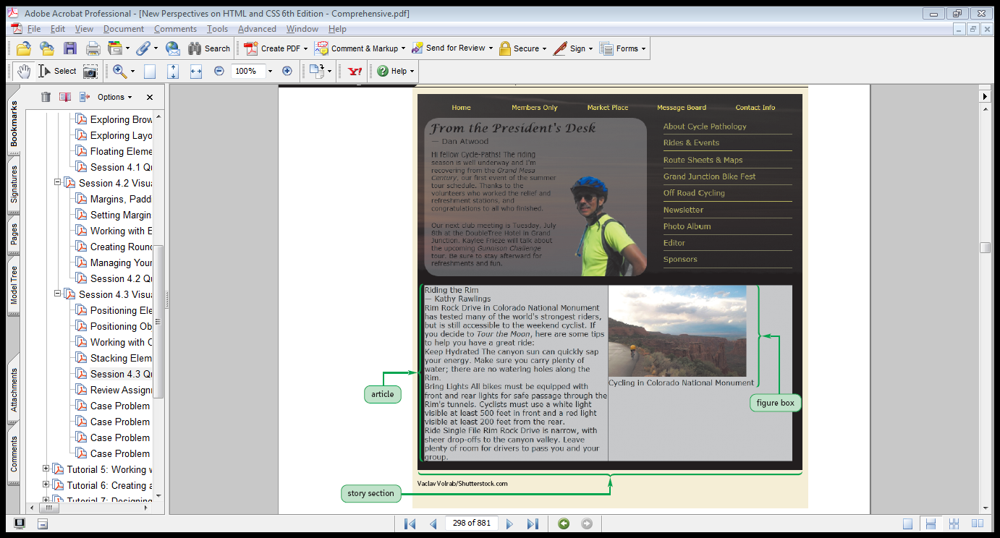 Adobe Acrobat Professional - [New Perspectives on HTML and CSS 6th Edition - Comprehensive.pdf]
File Edit View Document Comments Tools Advanced Window Help
Search Create PDF Comment & Markup Send for Review Secure Sign Forms
Select 100% Y! Help
Options
Bookmarks
Signatures
Pages
Model Tree
Attachments
Comments
Exploring Brow
Exploring Layo
Floating Eleme
Session 4.1 Qu
Session 4.2 Visua
Margins, Padd
Setting Margin
Working with E
Creating Round
Managing Your
Session 4.2 Qu
Session 4.3 Visua
Positioning Ele
Positioning Ob
Working with O
Stacking Elem
Session 4.3 Qu
Review Assignm
Case Problem
Case Problem
Case Problem
Case Problem
Tutorial 5: Working w
Tutorial 6: Creating a
Tutorial 7: Designing
Home Members Only Market Place Message Board Contact Info
From the President's Desk
— Dan Atwood
Hi fellow Cycle-Paths! The riding
season is well underway and I'm
recovering from the Grand Mesa
Century, our first event of the summer
tour schedule. Thanks to the
volunteers who worked the relief and
refreshment stations, and
congratulations to all who finished.
Our next club meeting is Tuesday, July
8th at the DoubleTree Hotel in Grand
Junction. Kaylee Frieze will talk about
the upcoming Gunnison Challenge
tour. Be sure to stay afterward for
refreshments and fun.
About Cycle Pathology
Rides & Events
Route Sheets & Maps
Grand Junction Bike Fest
Off Road Cycling
Newsletter
Photo Album
Editor
Sponsors
Riding the Rim
— Kathy Rawlings
Rim Rock Drive in Colorado National Monument
has tested many of the world's strongest riders,
but is still accessible to the weekend cyclist. If
you decide to Tour the Moon, here are some tips
to help you have a great ride:
Keep Hydrated The canyon sun can quickly sap
your energy. Make sure you carry plenty of
water; there are no watering holes along the
Rim.
Bring Lights All bikes must be equipped with
front and rear lights for safe passage through the
Rim's tunnels. Cyclists must use a white light
visible at least 500 feet in front and a red light
visible at least 200 feet from the rear.
Ride Single File Rim Rock Drive is narrow, with
sheer drop-offs to the canyon valley. Leave
plenty of room for drivers to pass you and your
group.
Cycling in Colorado National Monument
article
figure box
story section
Vaclav Volrab/Shutterstock.com
298 of 881